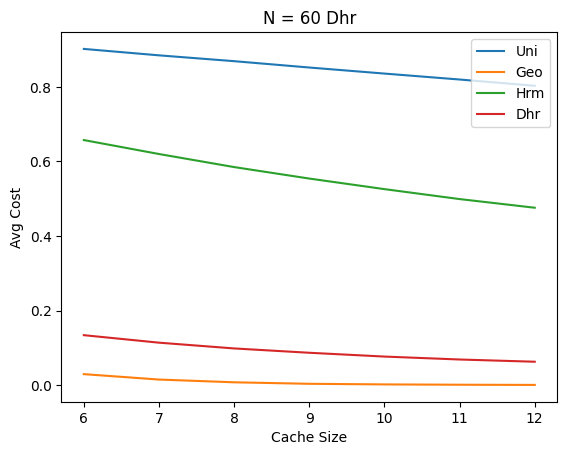 N = 60 Dhr
Uni
Geo
Hrm
Dhr
0.8
0.6
0.4
0.2
0.0
Avg Cost
6 7 8 9 10 11 12
Cache Size